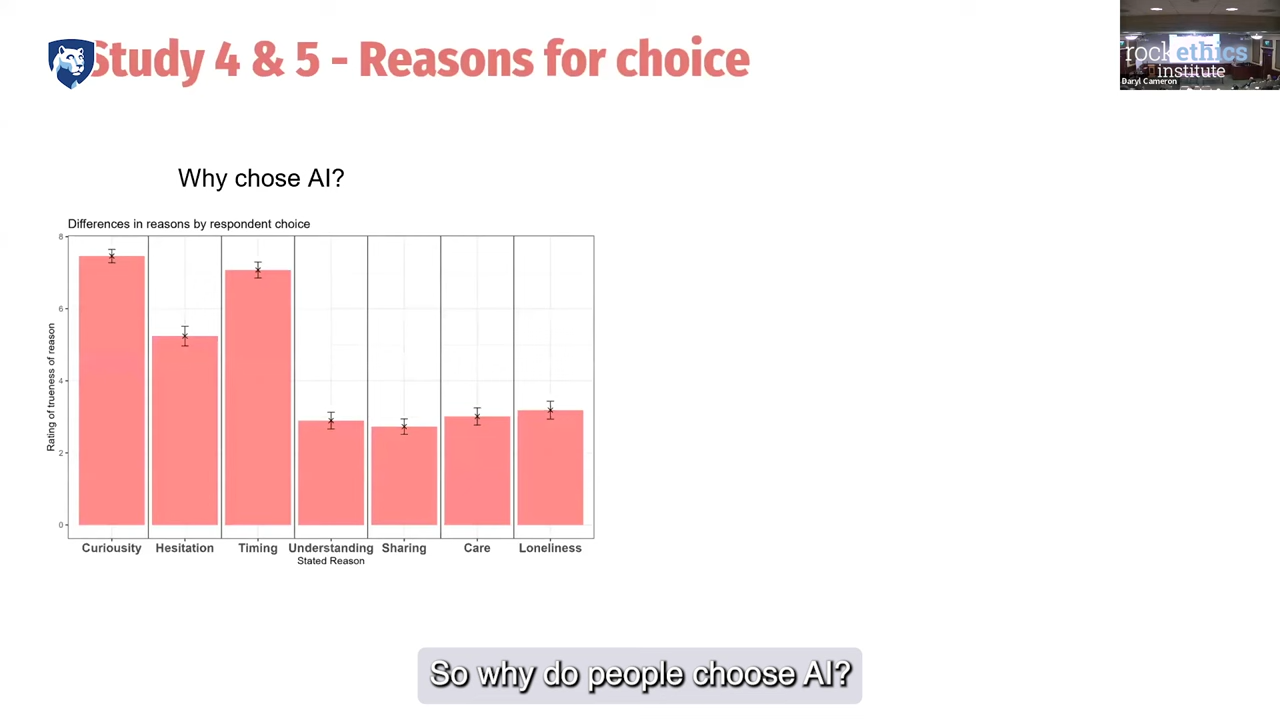 Study 4 & 5 - Reasons for choice
rock ethics
institute
Daryl Cameron
Why chose AI?
Differences in reasons by respondent choice
8
6
4
2
0
Rating of trueness of reason
Curiousity Hesitation Timing Understanding Sharing Care Loneliness
Stated Reason
So why do people choose AI?